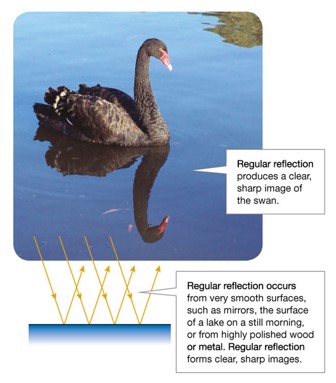 Regular reflection
produces a clear,
sharp image of
the swan.
Regular reflection occurs
from very smooth surfaces,
such as mirrors, the surface
of a lake on a still morning,
or from highly polished wood
or metal. Regular reflection
forms clear, sharp images.